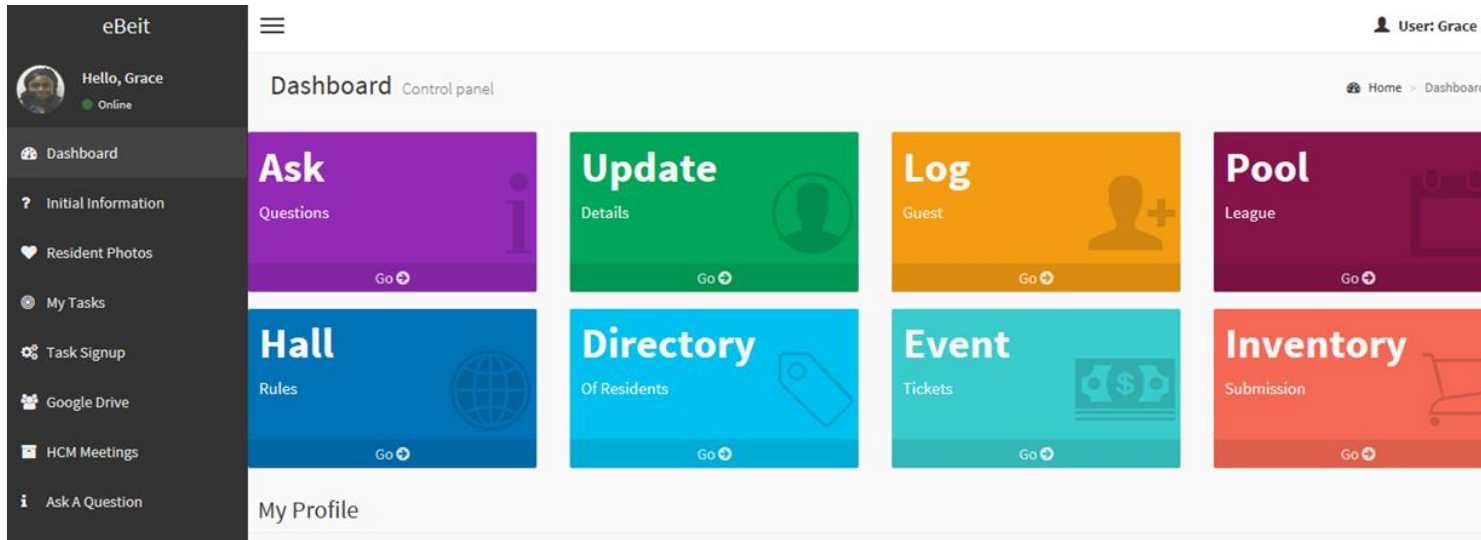 eBeit
User: Grace
Hello, Grace
Online
Dashboard Control panel
Home > Dashboard
Dashboard
Initial Information
Resident Photos
My Tasks
Task Signup
Google Drive
HCM Meetings
Ask A Question
Ask
Questions
Go
Update
Details
Go
Log
Guest
Go
Pool
League
Go
Hall
Rules
Go
Directory
Of Residents
Go
Event
Tickets
Go
Inventory
Submission
Go
My Profile